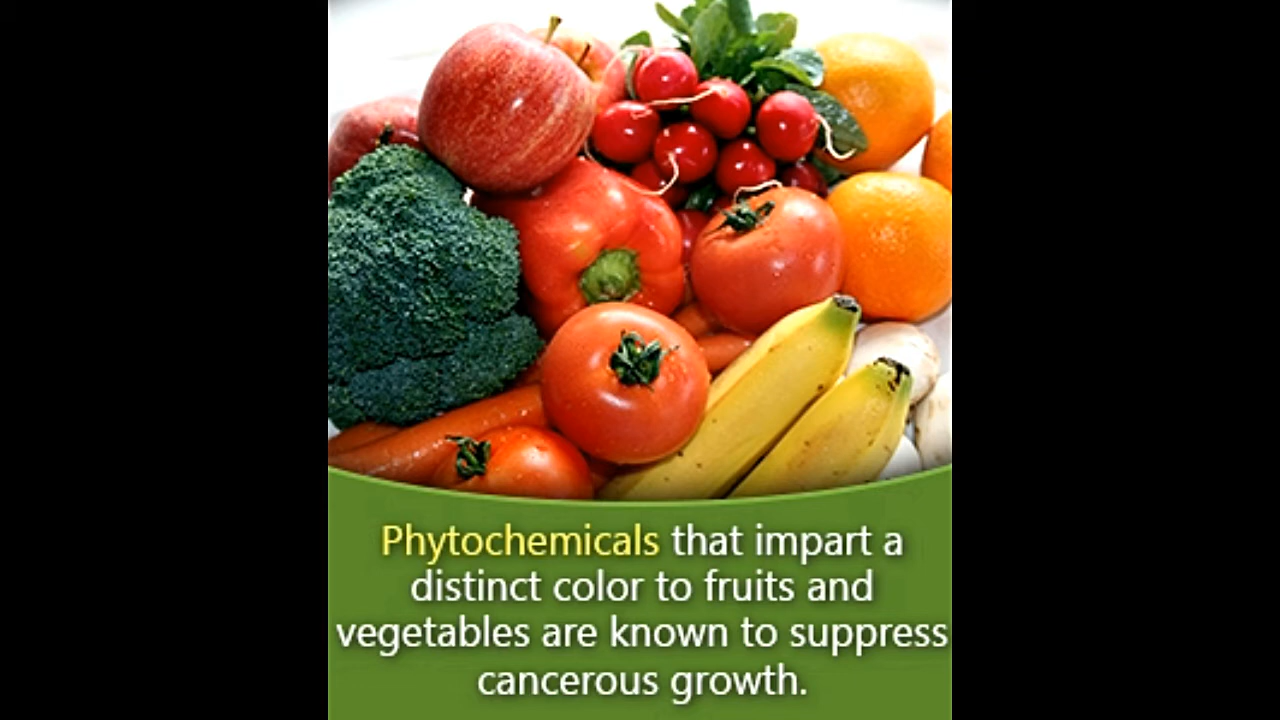 Phytochemicals that impart a
distinct color to fruits and
vegetables are known to suppress
cancerous growth.